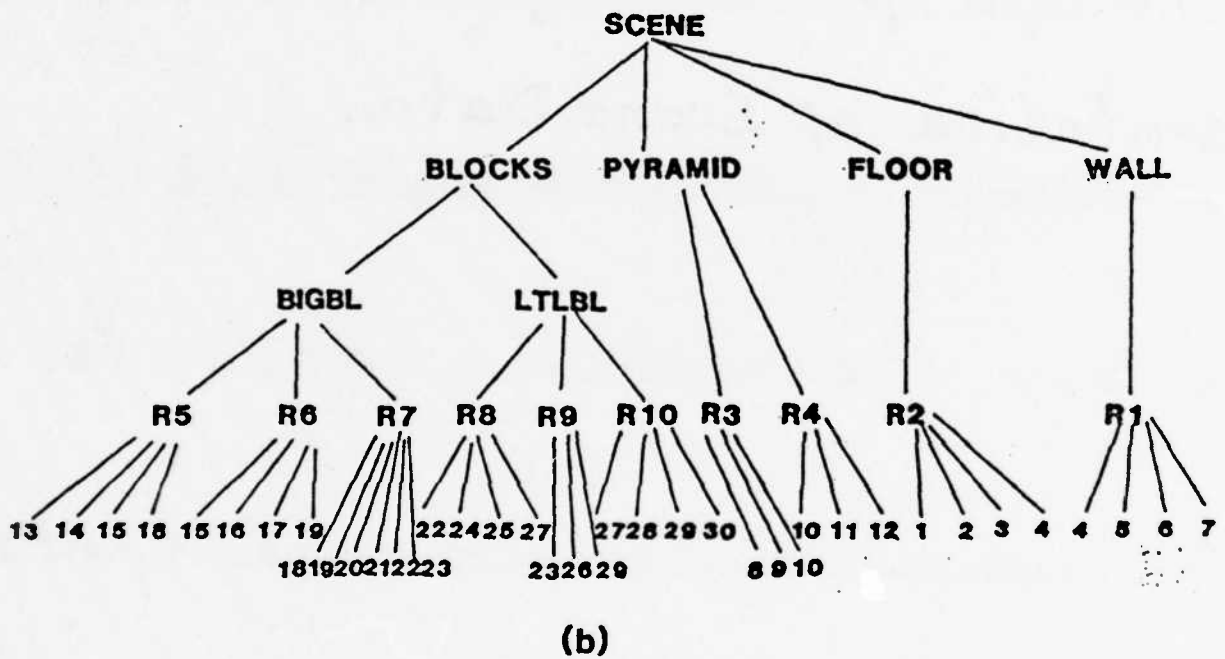 SCENE
BLOCKS PYRAMID FLOOR WALL
BIGBL LTLBL
R5 R6 R7 R8 R9 R10 R3 R4 R2 R1
13 14 15 18 15 16 17 19 22 24 25 27 27 28 29 30 10 11 12 1 2 3 4 4 5 6 7
18 19 20 21 22 23 23 26 29 8 9 10
(b)